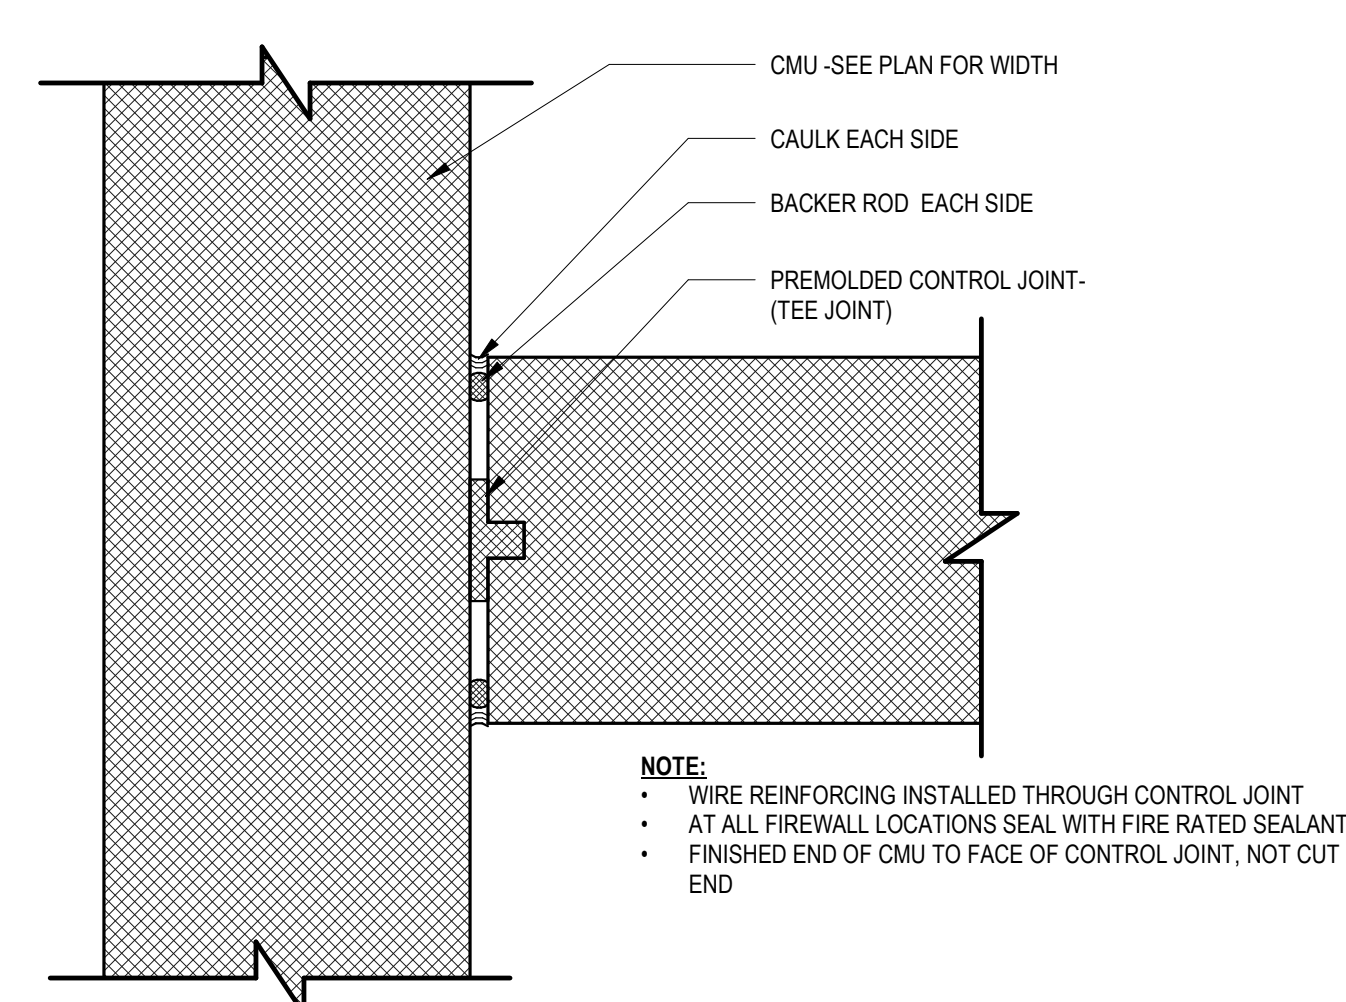 CMU -SEE PLAN FOR WIDTH
CAULK EACH SIDE
BACKER ROD EACH SIDE
PREMOLDED CONTROL JOINT-
(TEE JOINT)
NOTE:
• WIRE REINFORCING INSTALLED THROUGH CONTROL JOINT
• AT ALL FIREWALL LOCATIONS SEAL WITH FIRE RATED SEALANT
• FINISHED END OF CMU TO FACE OF CONTROL JOINT, NOT CUT
END